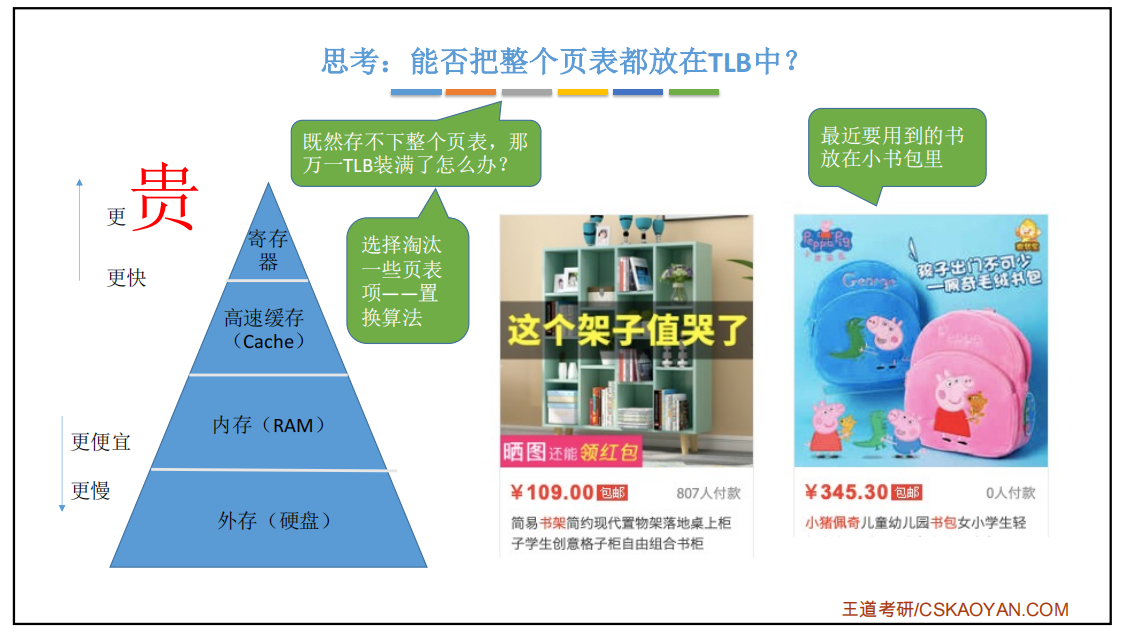 思考：能否把整个页表都放在TLB中？
既然存不下整个页表，那
万一TLB装满了怎么办？
最近要用到的书
放在小书包里
选择淘汰
一些页表
项——置
换算法
更贵
更快
寄存
器
高速缓存
（Cache）
内存（RAM）
外存（硬盘）
更便宜
更慢
这个架子值哭了
晒图还能领红包
￥109.00 包邮 807人付款
简易书架简约现代置物架落地桌上柜
子学生创意格子柜自由组合书柜
Peppa Pig
小猪佩奇
孩子出门不可少
一佩奇毛绒书包
George
Peppa
￥345.30 包邮 0人付款
小猪佩奇儿童幼儿园书包女小学生轻
王道考研/CSKAOYAN.COM